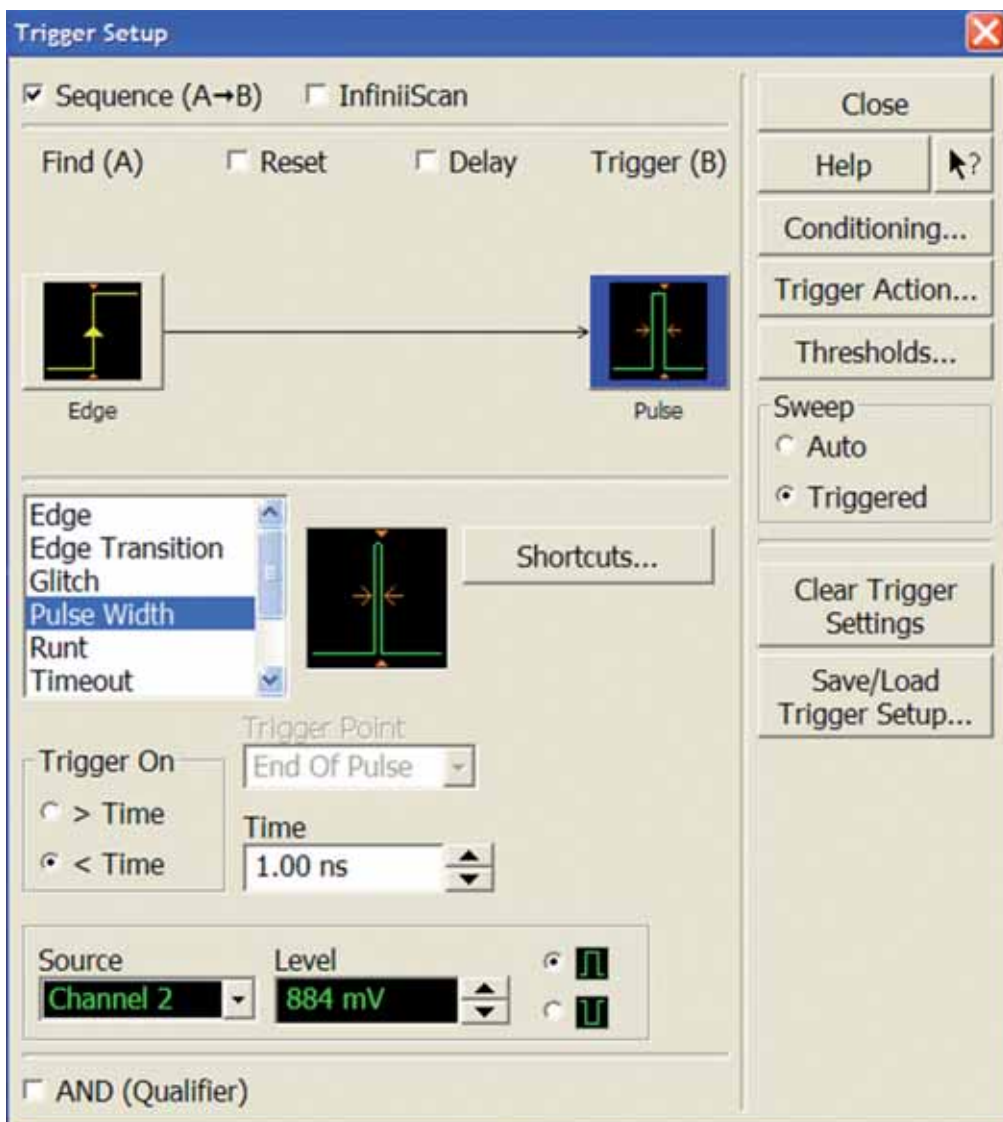 Trigger Setup
Sequence (A→B)
InfiniiScan
Find (A)
Reset
Delay
Trigger (B)
Edge
Pulse
Edge
Edge Transition
Glitch
Pulse Width
Runt
Timeout
Shortcuts...
Trigger Point
End Of Pulse
Trigger On
> Time
< Time
Time
1.00 ns
Source
Channel 2
Level
884 mV
AND (Qualifier)
Close
Help
?
Conditioning...
Trigger Action...
Thresholds...
Sweep
Auto
Triggered
Clear Trigger
Settings
Save/Load
Trigger Setup...